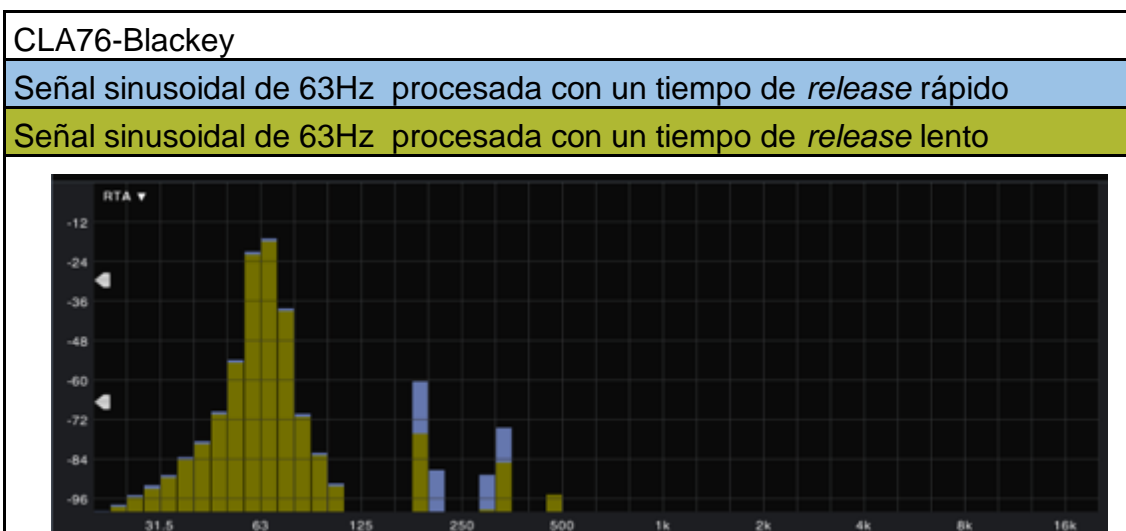 CLA76-Blackey
Señal sinusoidal de 63Hz  procesada con un tiempo de release rápido
Señal sinusoidal de 63Hz  procesada con un tiempo de release lento
RTA ▼
-12
-24
-36
-48
-60
-72
-84
-96
31.5 63 125 250 500 1k 2k 4k 8k 16k